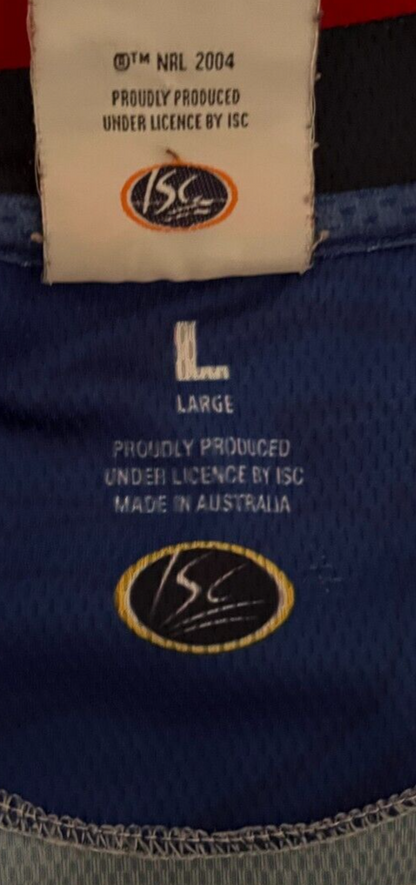 ®™ NRL 2004
PROUDLY PRODUCED
UNDER LICENCE BY ISC
ISC
L
LARGE
PROUDLY PRODUCED
UNDER LICENCE BY ISC
MADE IN AUSTRALIA
ISC